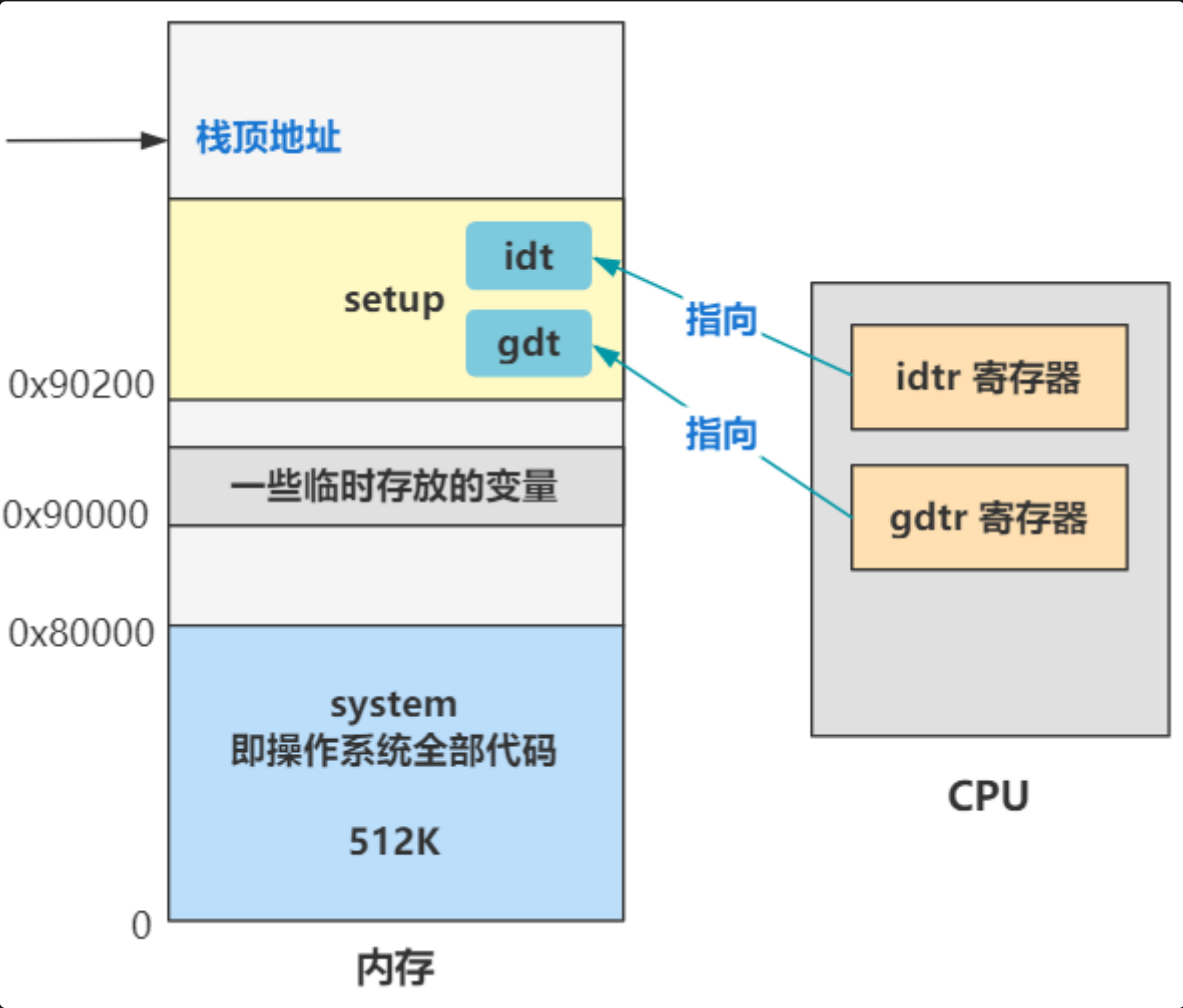 栈顶地址
idt
setup
gdt
0x90200
一些临时存放的变量
0x90000
0x80000
system
即操作系统全部代码
512K
0
内存
指向
指向
idtr 寄存器
gdtr 寄存器
CPU